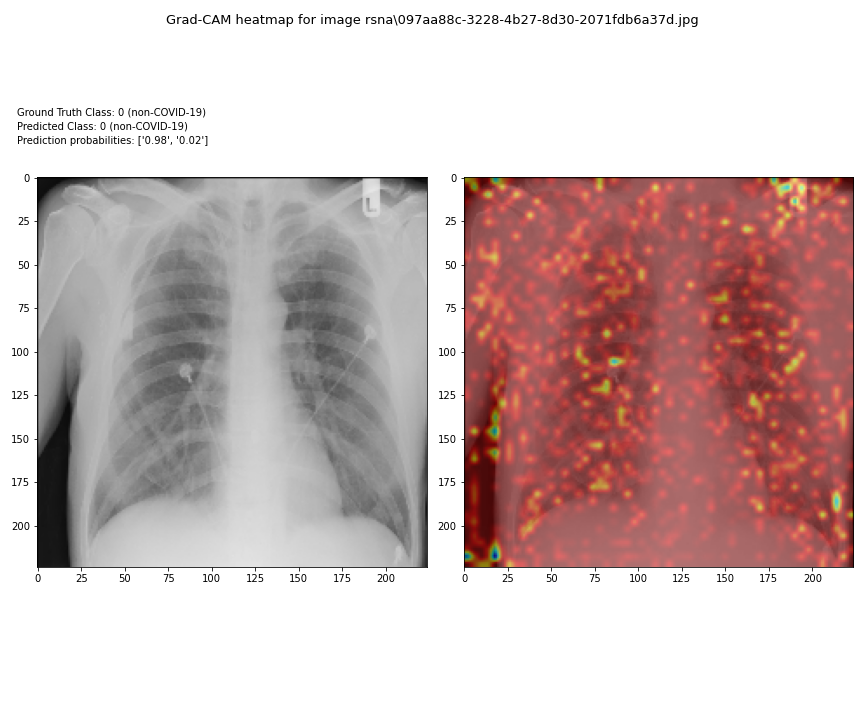 Grad-CAM heatmap for image rsna\097aa88c-3228-4b27-8d30-2071fdb6a37d.jpg
Ground Truth Class: 0 (non-COVID-19)
Predicted Class: 0 (non-COVID-19)
Prediction probabilities: ['0.98', '0.02']
L
0
25
50
75
100
125
150
175
200
0 25 50 75 100 125 150 175 200
0
25
50
75
100
125
150
175
200
0 25 50 75 100 125 150 175 200